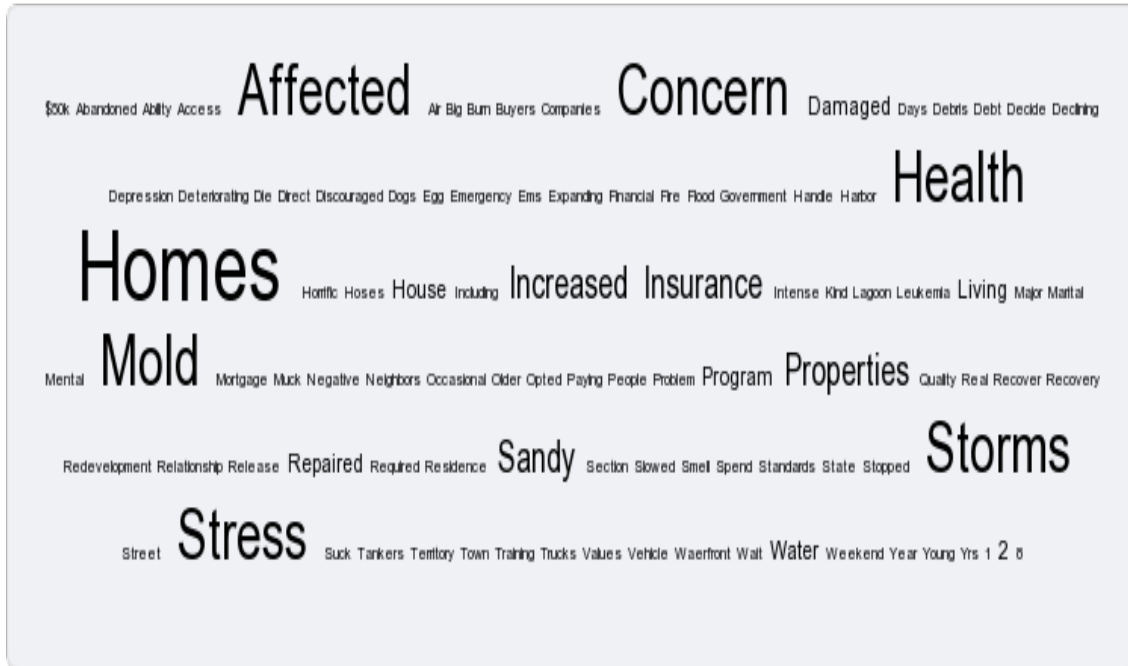 $50k Abandoned Ability Access Affected Air Big Burn Buyers Companies Concern Damaged Days Debris Debt Decide Declining
Depression Deteriorating Die Direct Discouraged Dogs Egg Emergency Ems Expanding Financial Fire Flood Government Handle Harbor Health
Homes Horrific Hoses House Including Increased Insurance Intense Kind Lagoon Leukemia Living Major Marital
Mental Mold Mortgage Muck Negative Neighbors Occasional Older Opted Paying People Problem Program Properties Quality Real Recover Recovery
Redevelopment Relationship Release Repaired Required Residence Sandy Section Slowed Smell Spend Standards State Stopped Storms
Street Stress Suck Tankers Territory Town Training Trucks Values Vehicle Waerfront Wait Water Weekend Year Young Yrs 1 2